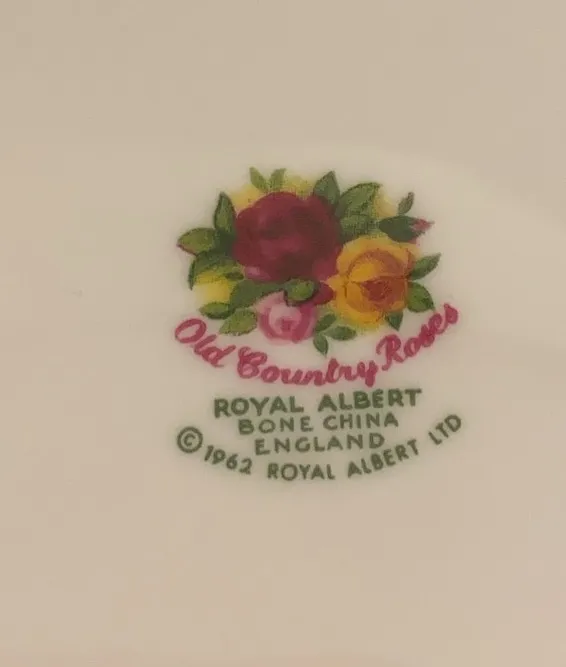 Old Country Roses
ROYAL ALBERT
BONE CHINA
ENGLAND
© 1962 ROYAL ALBERT LTD